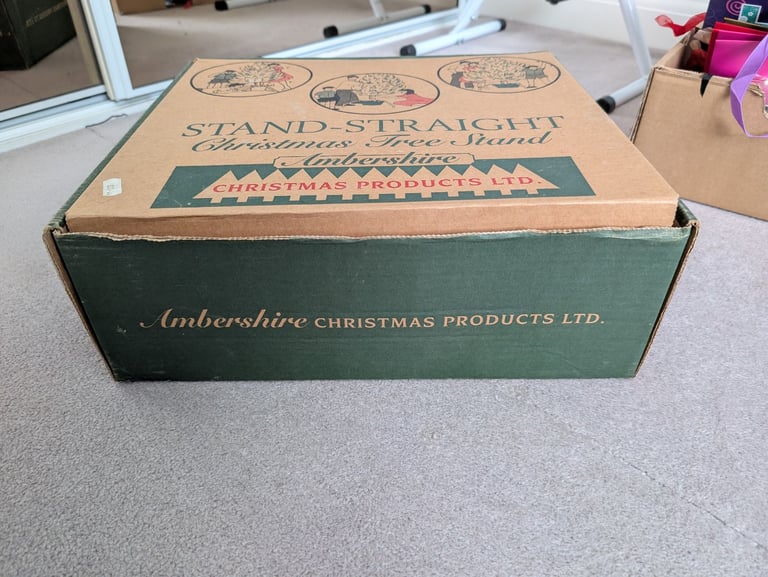 STAND-STRAIGHT
Christmas Tree Stand
Ambershire
CHRISTMAS PRODUCTS LTD.
Ambershire CHRISTMAS PRODUCTS LTD.